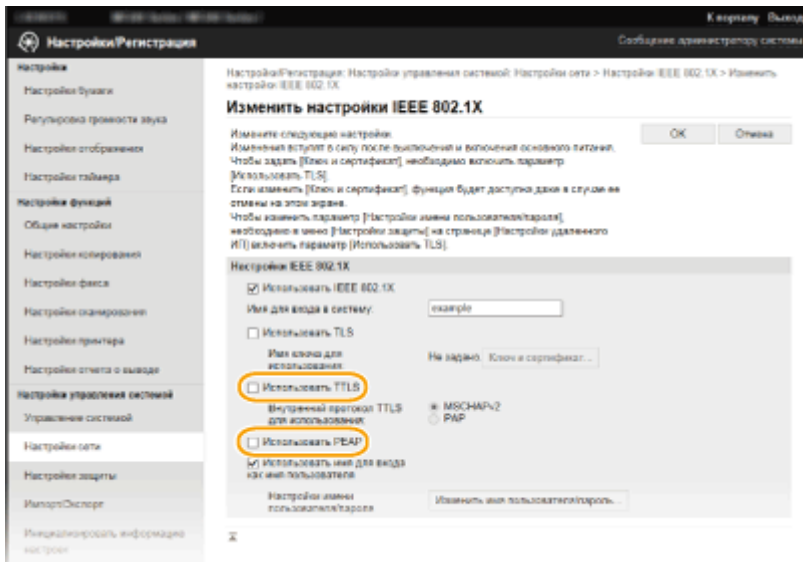 К порталу Выход
Настройки/Регистрация
Сообщение администратору системы
Настройки
Настройки бумаги
Регулировка громкости звука
Настройки отображения
Настройки таймера
Настройки функций
Общие настройки
Настройки копирования
Настройки факса
Настройки сканирования
Настройки принтера
Настройки отчета о выводе
Настройки управления системой
Управление системой
Настройки сети
Настройки защиты
Импорт/Экспорт
Инициализировать информацию
настроек
Настройки/Регистрация: Настройки управления системой: Настройки сети > Настройки IEEE 802.1X > Изменить
настройки IEEE 802.1X
Изменить настройки IEEE 802.1X
OK Отмена
Измените следующие настройки.
Изменения вступят в силу после выключения и включения основного питания.
Чтобы задать [Ключ и сертификат], необходимо включить параметр
[Использовать TLS].
Если изменить [Ключ и сертификат], функция будет доступна даже в случае ее
отмены на этом экране.
Чтобы изменить параметр [Настройки имени пользователя/пароля],
необходимо в меню [Настройки защиты] на странице [Настройки удаленного
ИП] включить параметр [Использовать TLS].
Настройки IEEE 802.1X
Использовать IEEE 802.1X
Имя для входа в систему: example
Использовать TLS
Имя ключа для
использования:
Не задано. Ключ и сертификат...
Использовать TTLS
Внутренний протокол TTLS
для использования:
MSCHAPv2
PAP
Использовать PEAP
Использовать имя для входа
как имя пользователя
Настройки имени
пользователя/пароля
Изменить имя пользователя/пароль...